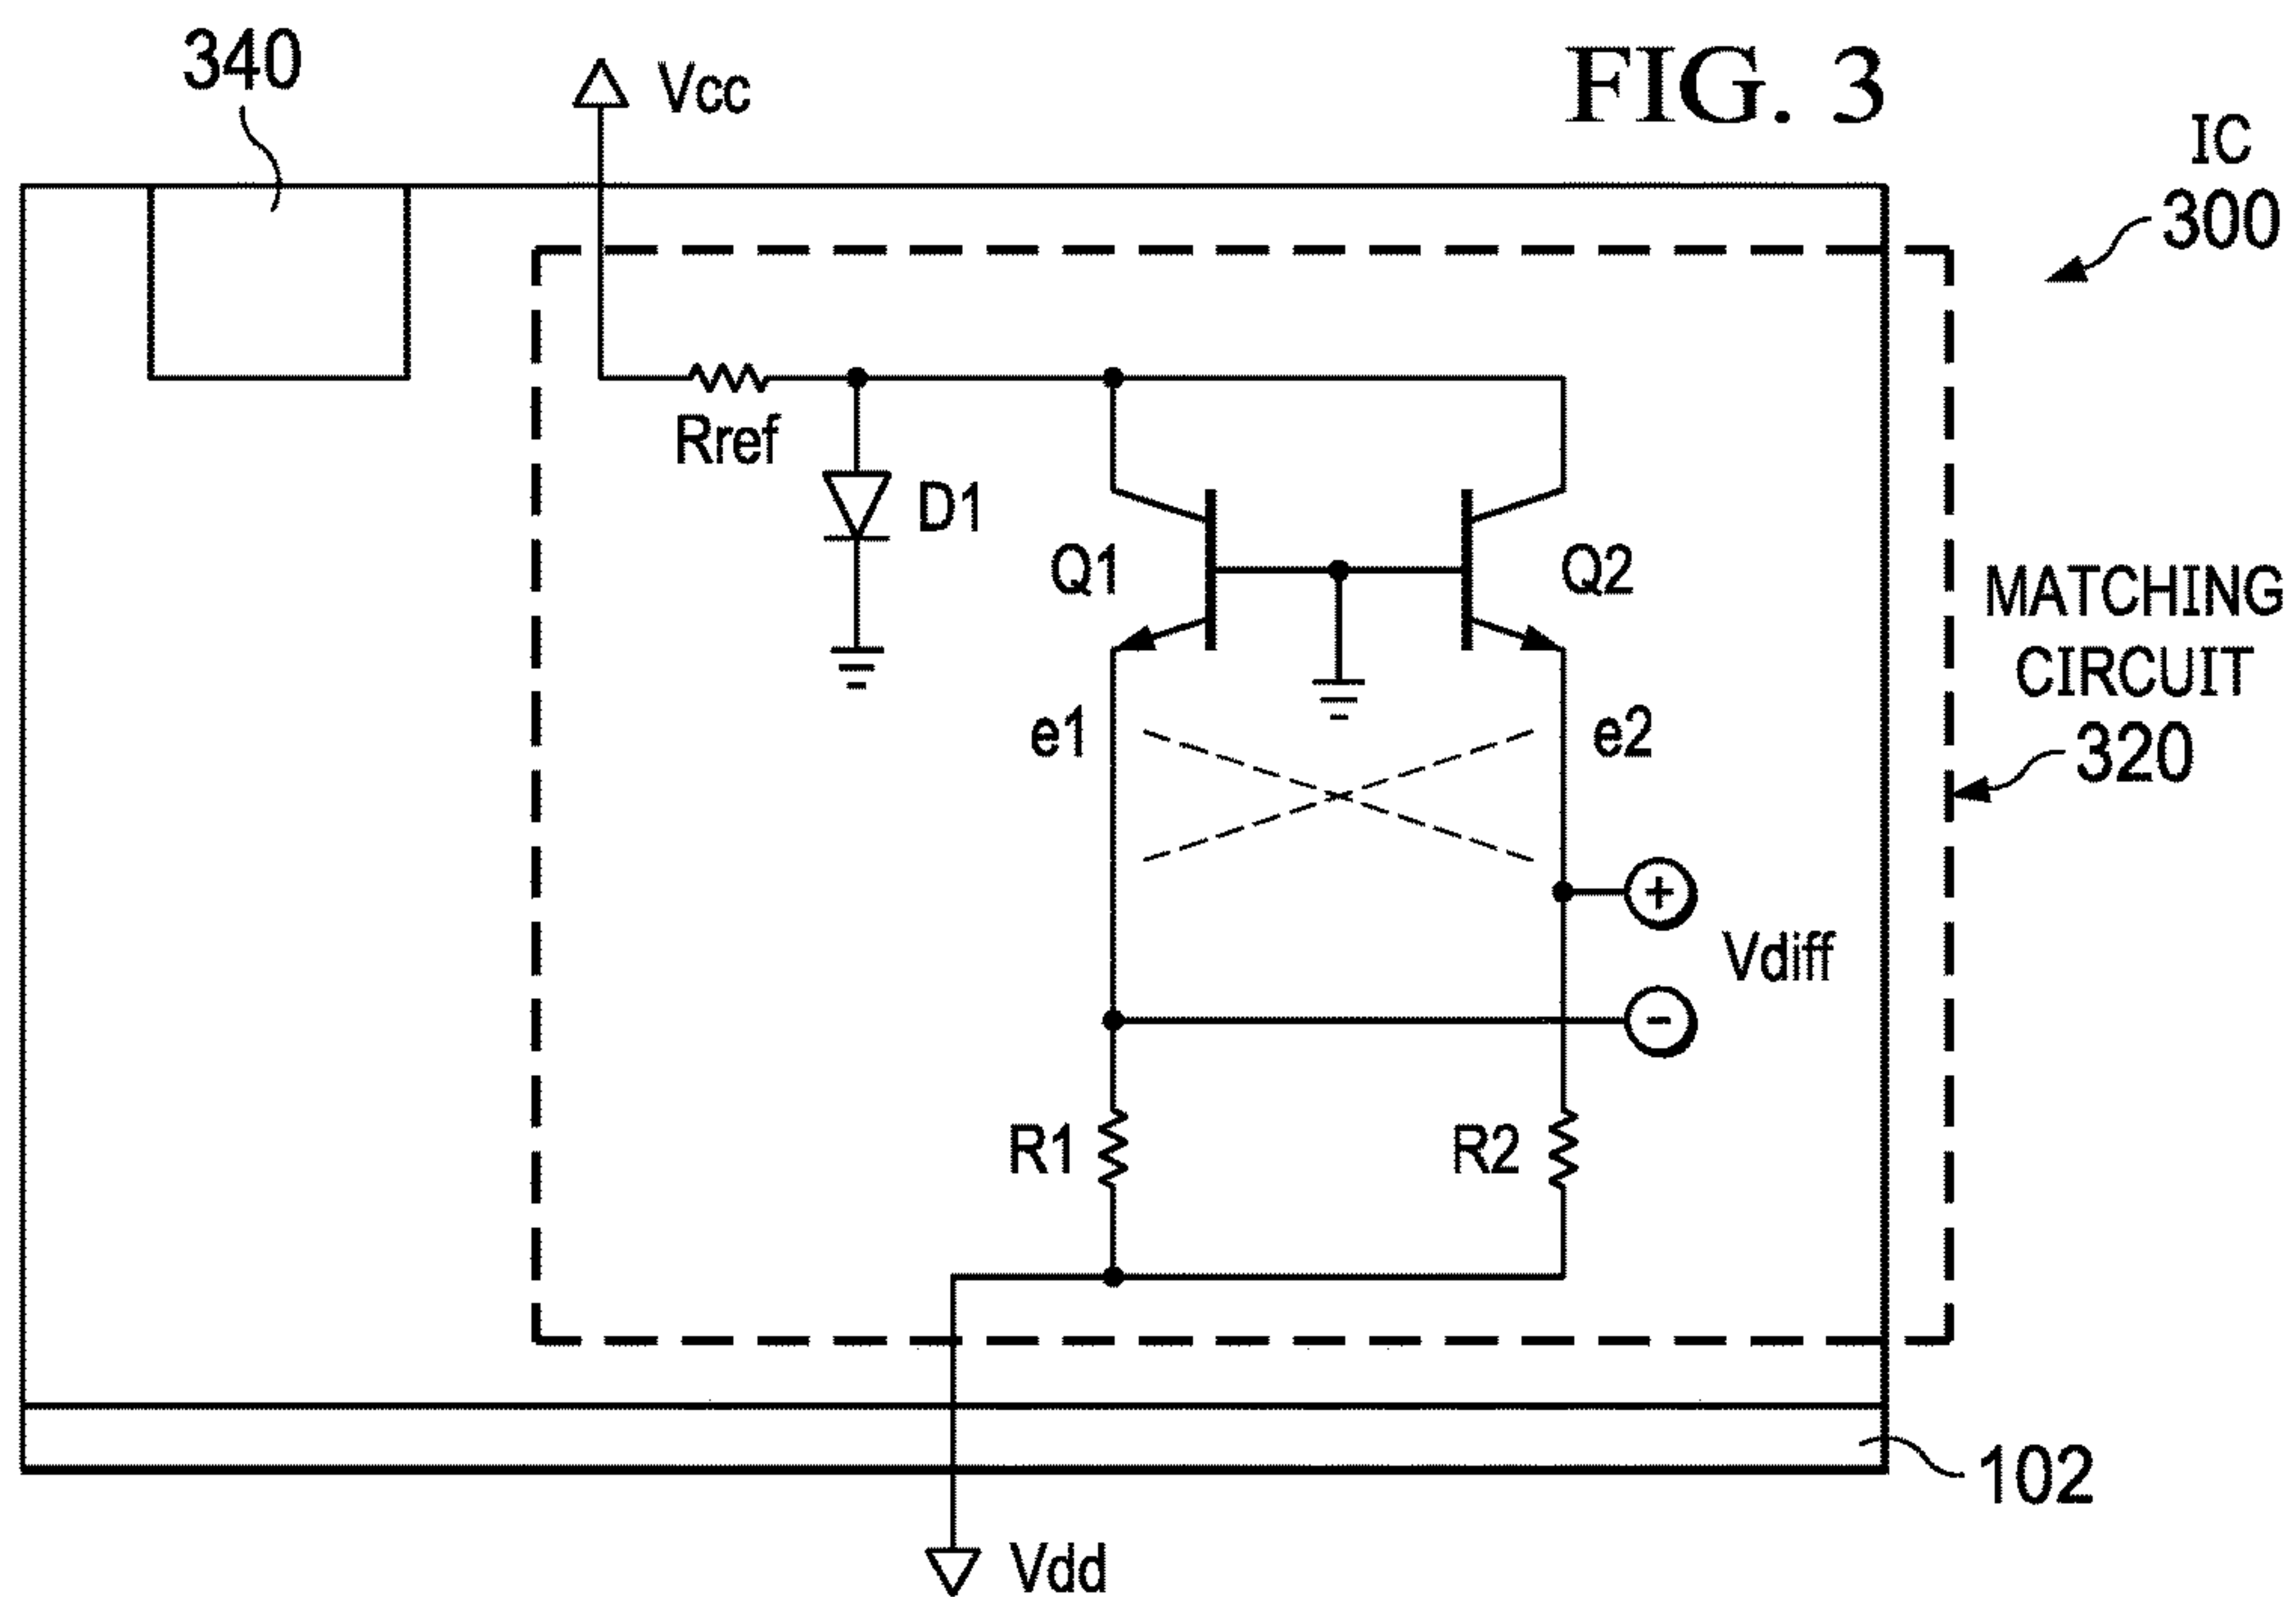 FIG. 3
340
Vcc
IC
300
Rref
D1
Q1
Q2
MATCHING
CIRCUIT
320
e1
e2
+
Vdiff
-
R1
R2
102
Vdd